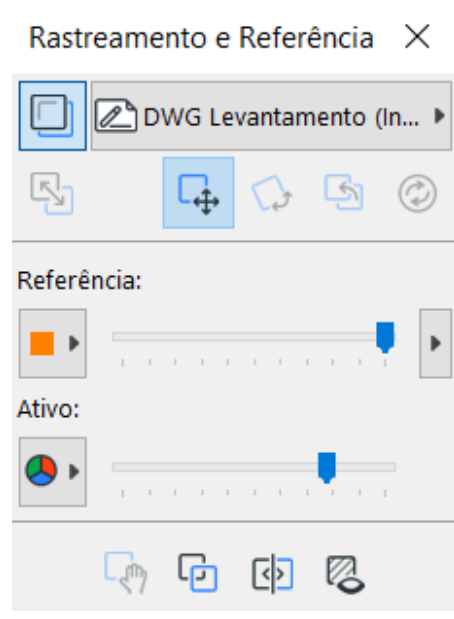 Rastreamento e Referência
DWG Levantamento (In...
Referência:
Ativo: